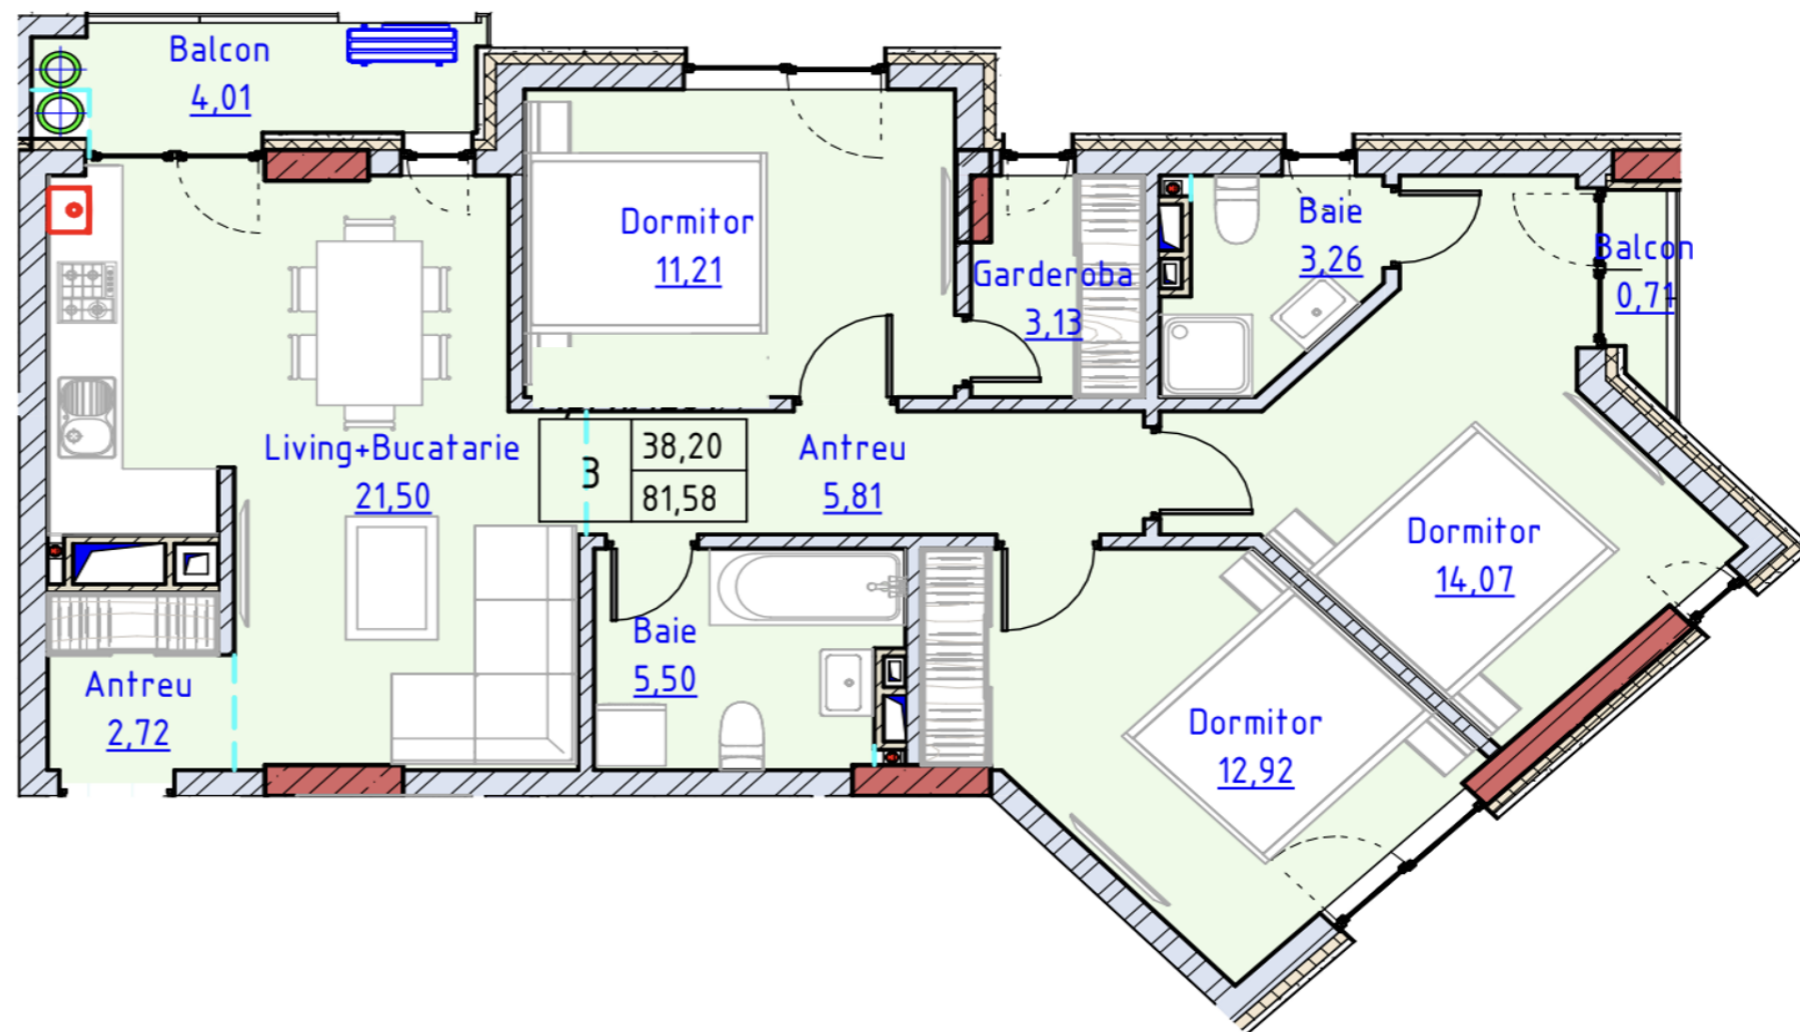 Balcon
4,01
Dormitor
11,21
Garderoba
3,13
Baie
3,26
Balcon
0,71
Living+Bucatarie
21,50
3
38,20
81,58
Antreu
5,81
Dormitor
14,07
Baie
5,50
Antreu
2,72
Dormitor
12,92